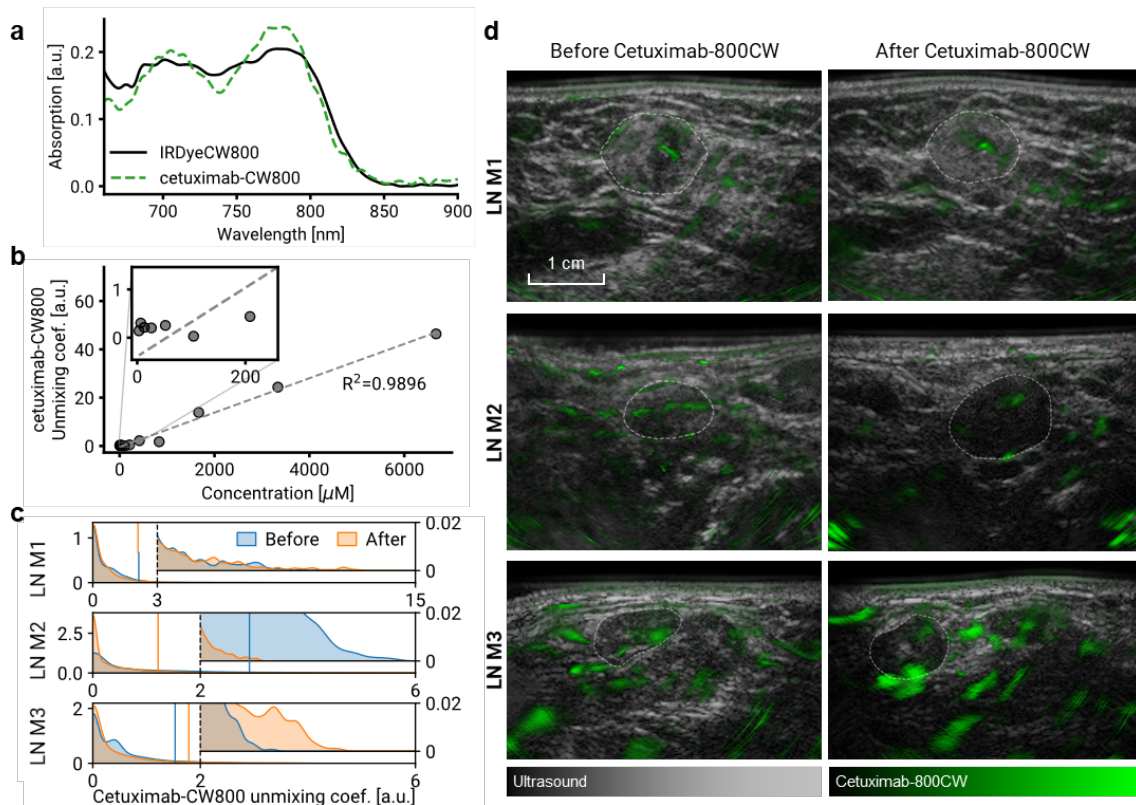 a
Absorption [a.u.]
0.2
0.1
0.0
IRDyeCW800
cetuximab-CW800
700
750
800
850
900
Wavelength [nm]
b
cetuximab-CW800
Unmixing coef. [a.u.]
60
40
20
0
1
0
0
200
R²=0.9896
0
2000
4000
6000
Concentration [µM]
c
LN M1
1
0
Before
After
0.02
0
0
3
15
LN M2
2.5
0.0
0.02
0
0
2
6
LN M3
2
0
0.02
0
0
2
6
Cetuximab-CW800 unmixing coef. [a.u.]
d
Before Cetuximab-800CW
After Cetuximab-800CW
LN M1
1 cm
LN M2
LN M3
Ultrasound
Cetuximab-800CW